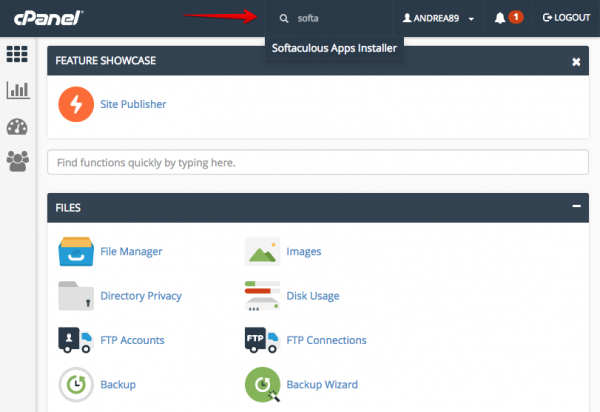 cPanel®
softa
ANDREA89
1
LOGOUT
Softaculous Apps Installer
FEATURE SHOWCASE
Site Publisher
Find functions quickly by typing here.
FILES
File Manager
Images
Directory Privacy
Disk Usage
FTP Accounts
FTP
FTP Connections
Backup
Backup Wizard